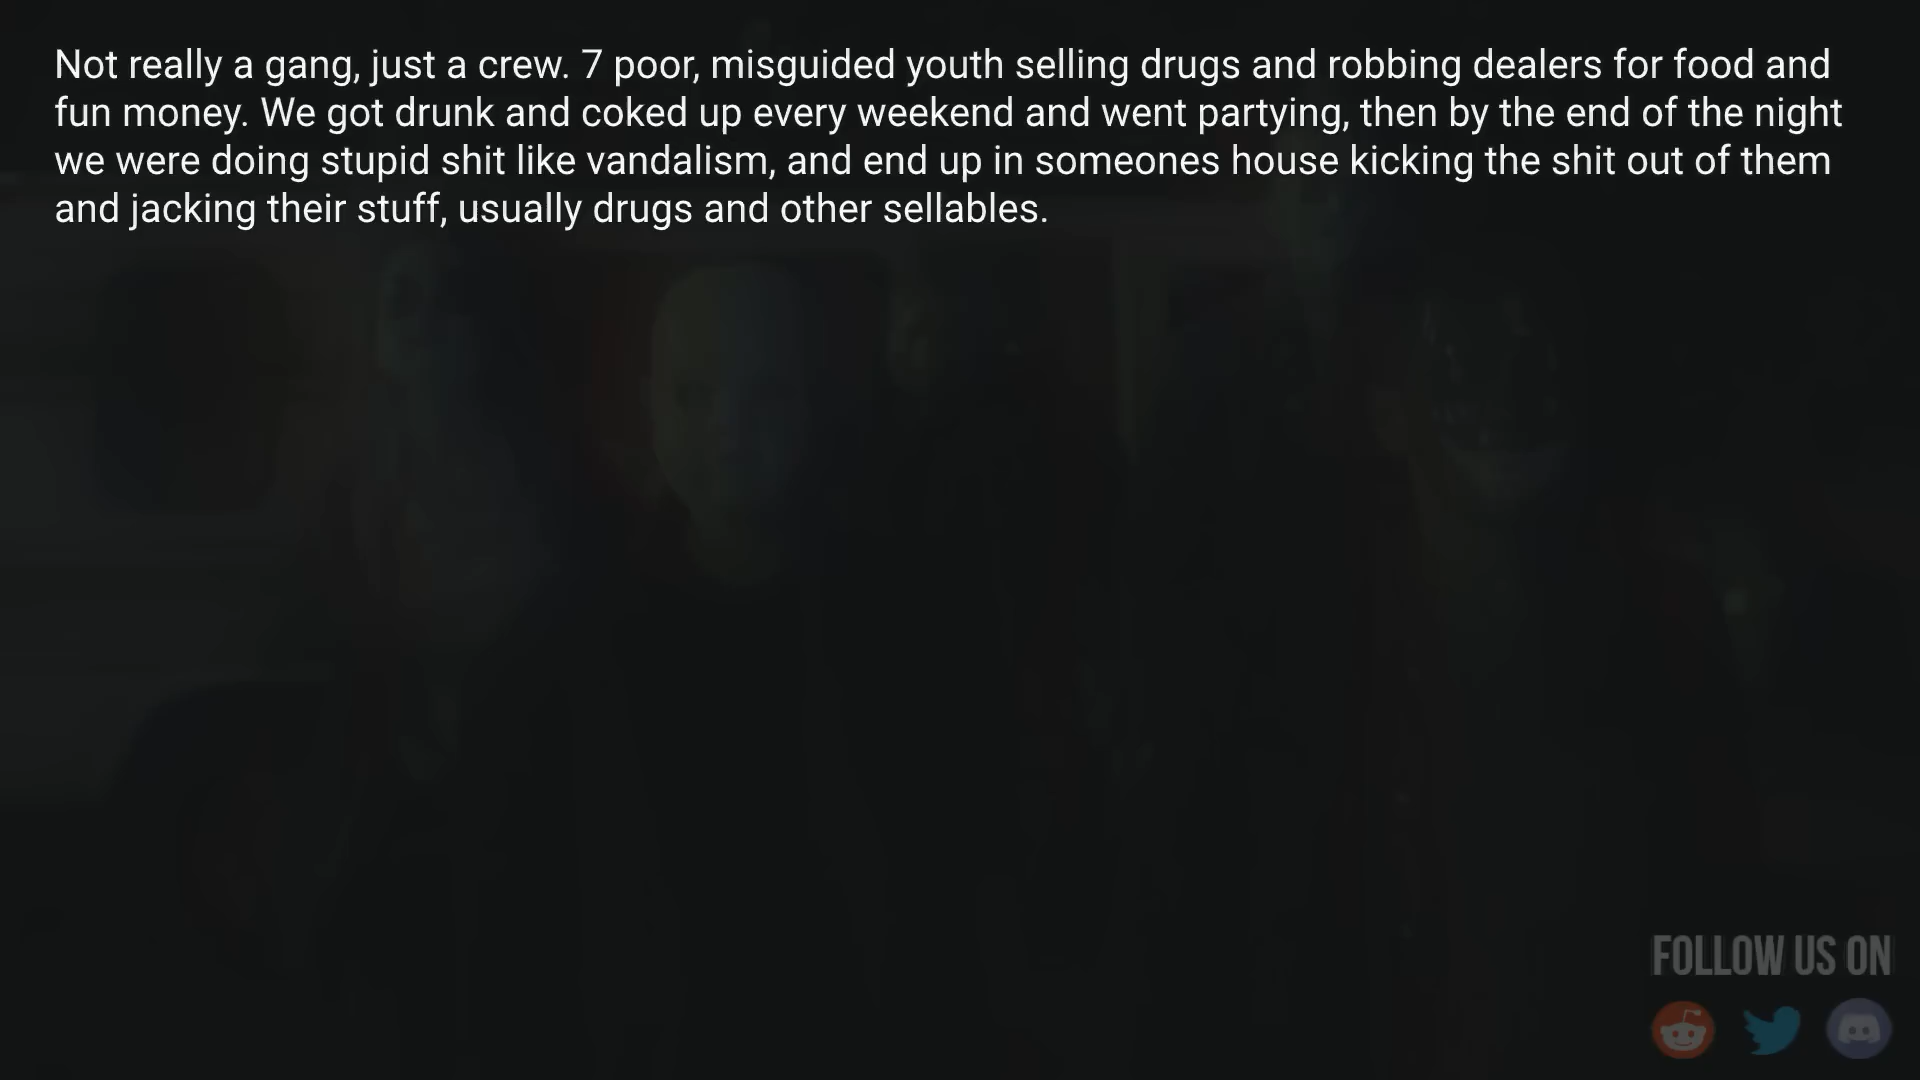 Not really a gang, just a crew. 7 poor, misguided youth selling drugs and robbing dealers for food and
fun money. We got drunk and coked up every weekend and went partying, then by the end of the night
we were doing stupid shit like vandalism, and end up in someones house kicking the shit out of them
and jacking their stuff, usually drugs and other sellables.
FOLLOW US ON